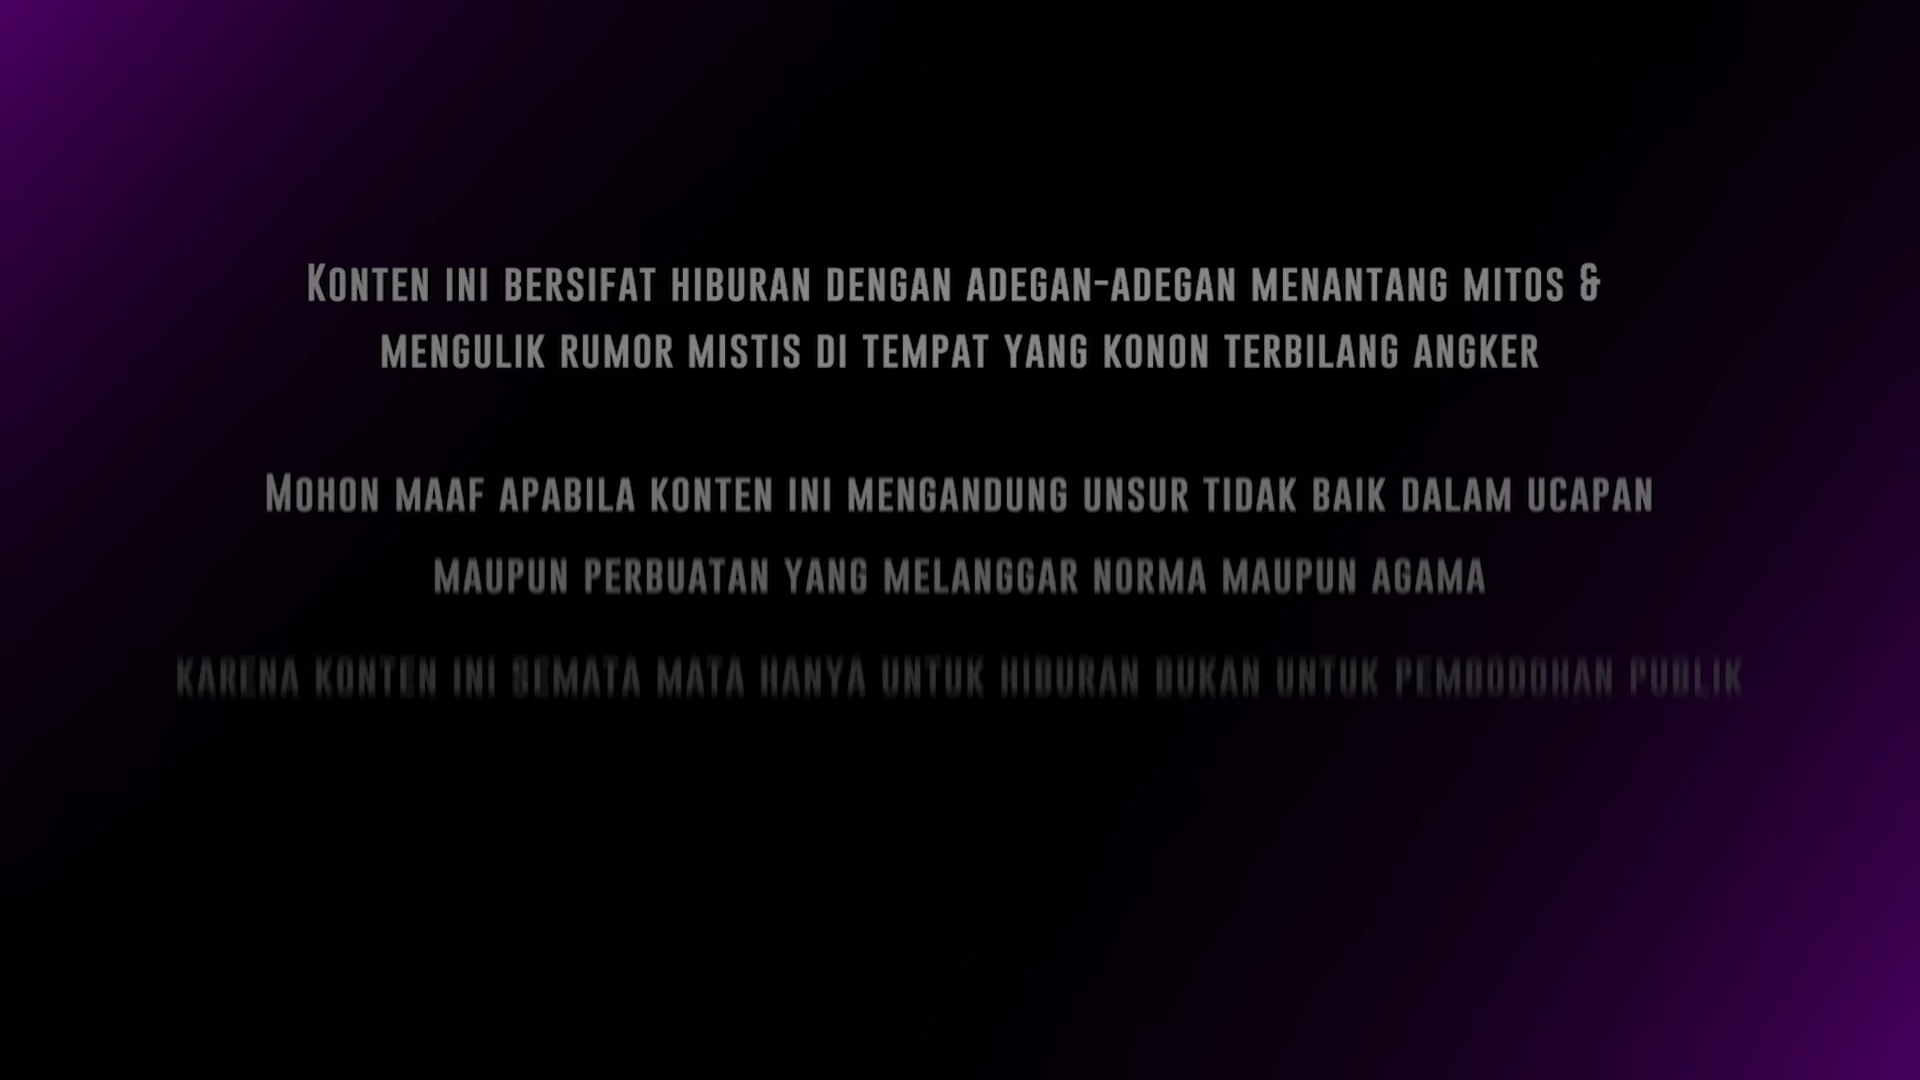 Konten ini bersifat hiburan dengan adegan-adegan menantang mitos &
mengulik rumor mistis di tempat yang konon terbilang angker
Mohon maaf apabila konten ini mengandung unsur tidak baik dalam ucapan
maupun perbuatan yang melanggar norma maupun agama
karena konten ini semata mata hanya untuk hiburan bukan untuk pembodohan publik